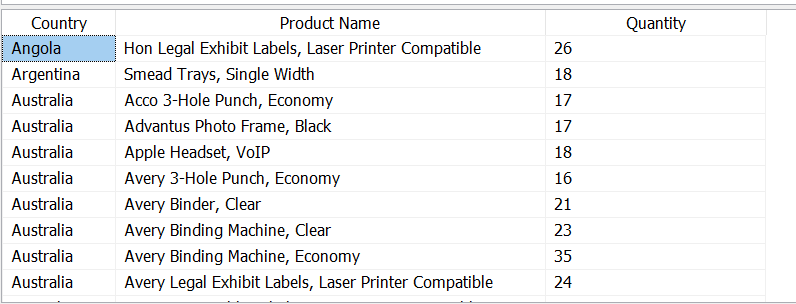 Country Product Name Quantity
Angola Hon Legal Exhibit Labels, Laser Printer Compatible 26
Argentina Smead Trays, Single Width 18
Australia Acco 3-Hole Punch, Economy 17
Australia Advantus Photo Frame, Black 17
Australia Apple Headset, VoIP 18
Australia Avery 3-Hole Punch, Economy 16
Australia Avery Binder, Clear 21
Australia Avery Binding Machine, Clear 23
Australia Avery Binding Machine, Economy 35
Australia Avery Legal Exhibit Labels, Laser Printer Compatible 24